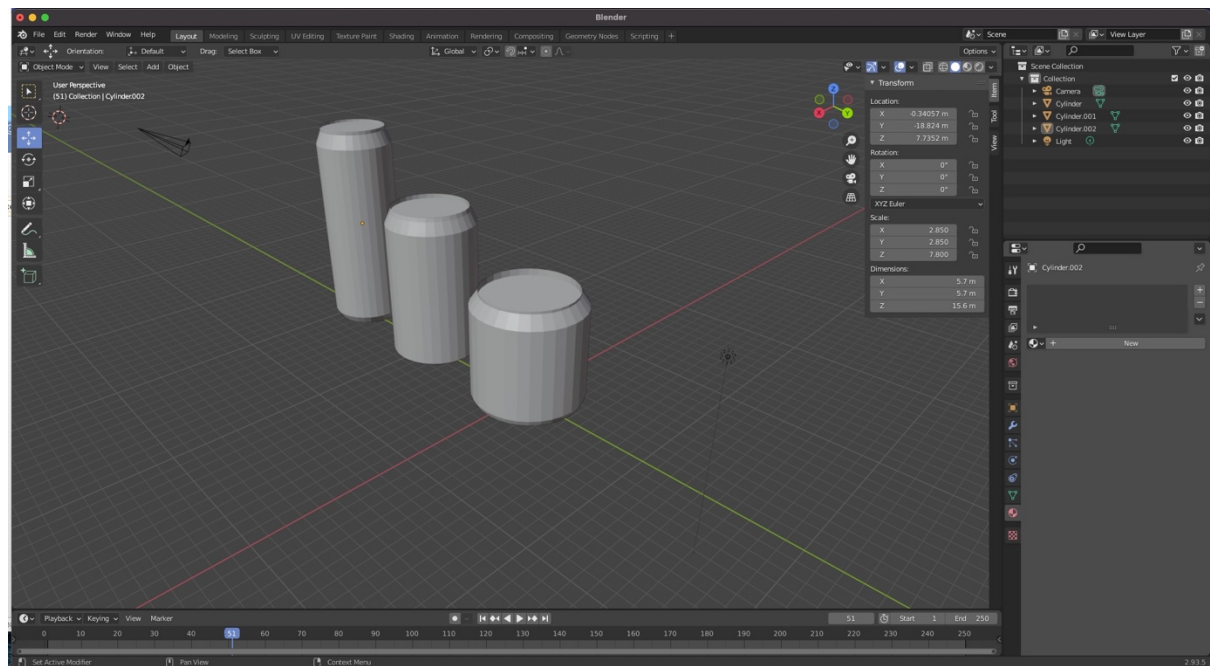 Blender
File Edit Render Window Help Layout Modeling Sculpting UV Editing Texture Paint Shading Animation Rendering Compositing Geometry Nodes Scripting + Scene View Layer
Orientation: Default Drag: Select Box Global Options
Object Mode View Select Add Object
User Perspective
(51) Collection | Cylinder.002
Z
X Y
Transform
Location:
X -0.34057 m
Y -18.824 m
Z 7.7352 m
Rotation:
X 0°
Y 0°
Z 0°
XYZ Euler
Scale:
X 2.850
Y 2.850
Z 7.800
Dimensions:
X 5.7 m
Y 5.7 m
Z 15.6 m
Item
Tool
View
Scene Collection
Collection
Camera
Cylinder
Cylinder.001
Cylinder.002
Light
Cylinder.002
+ New
Playback Keying View Marker 51 Start 1 End 250
0 10 20 30 40 51 60 70 80 90 100 110 120 130 140 150 160 170 180 190 200 210 220 230 240 250
Set Active Modifier Pan View Context Menu 2.93.5